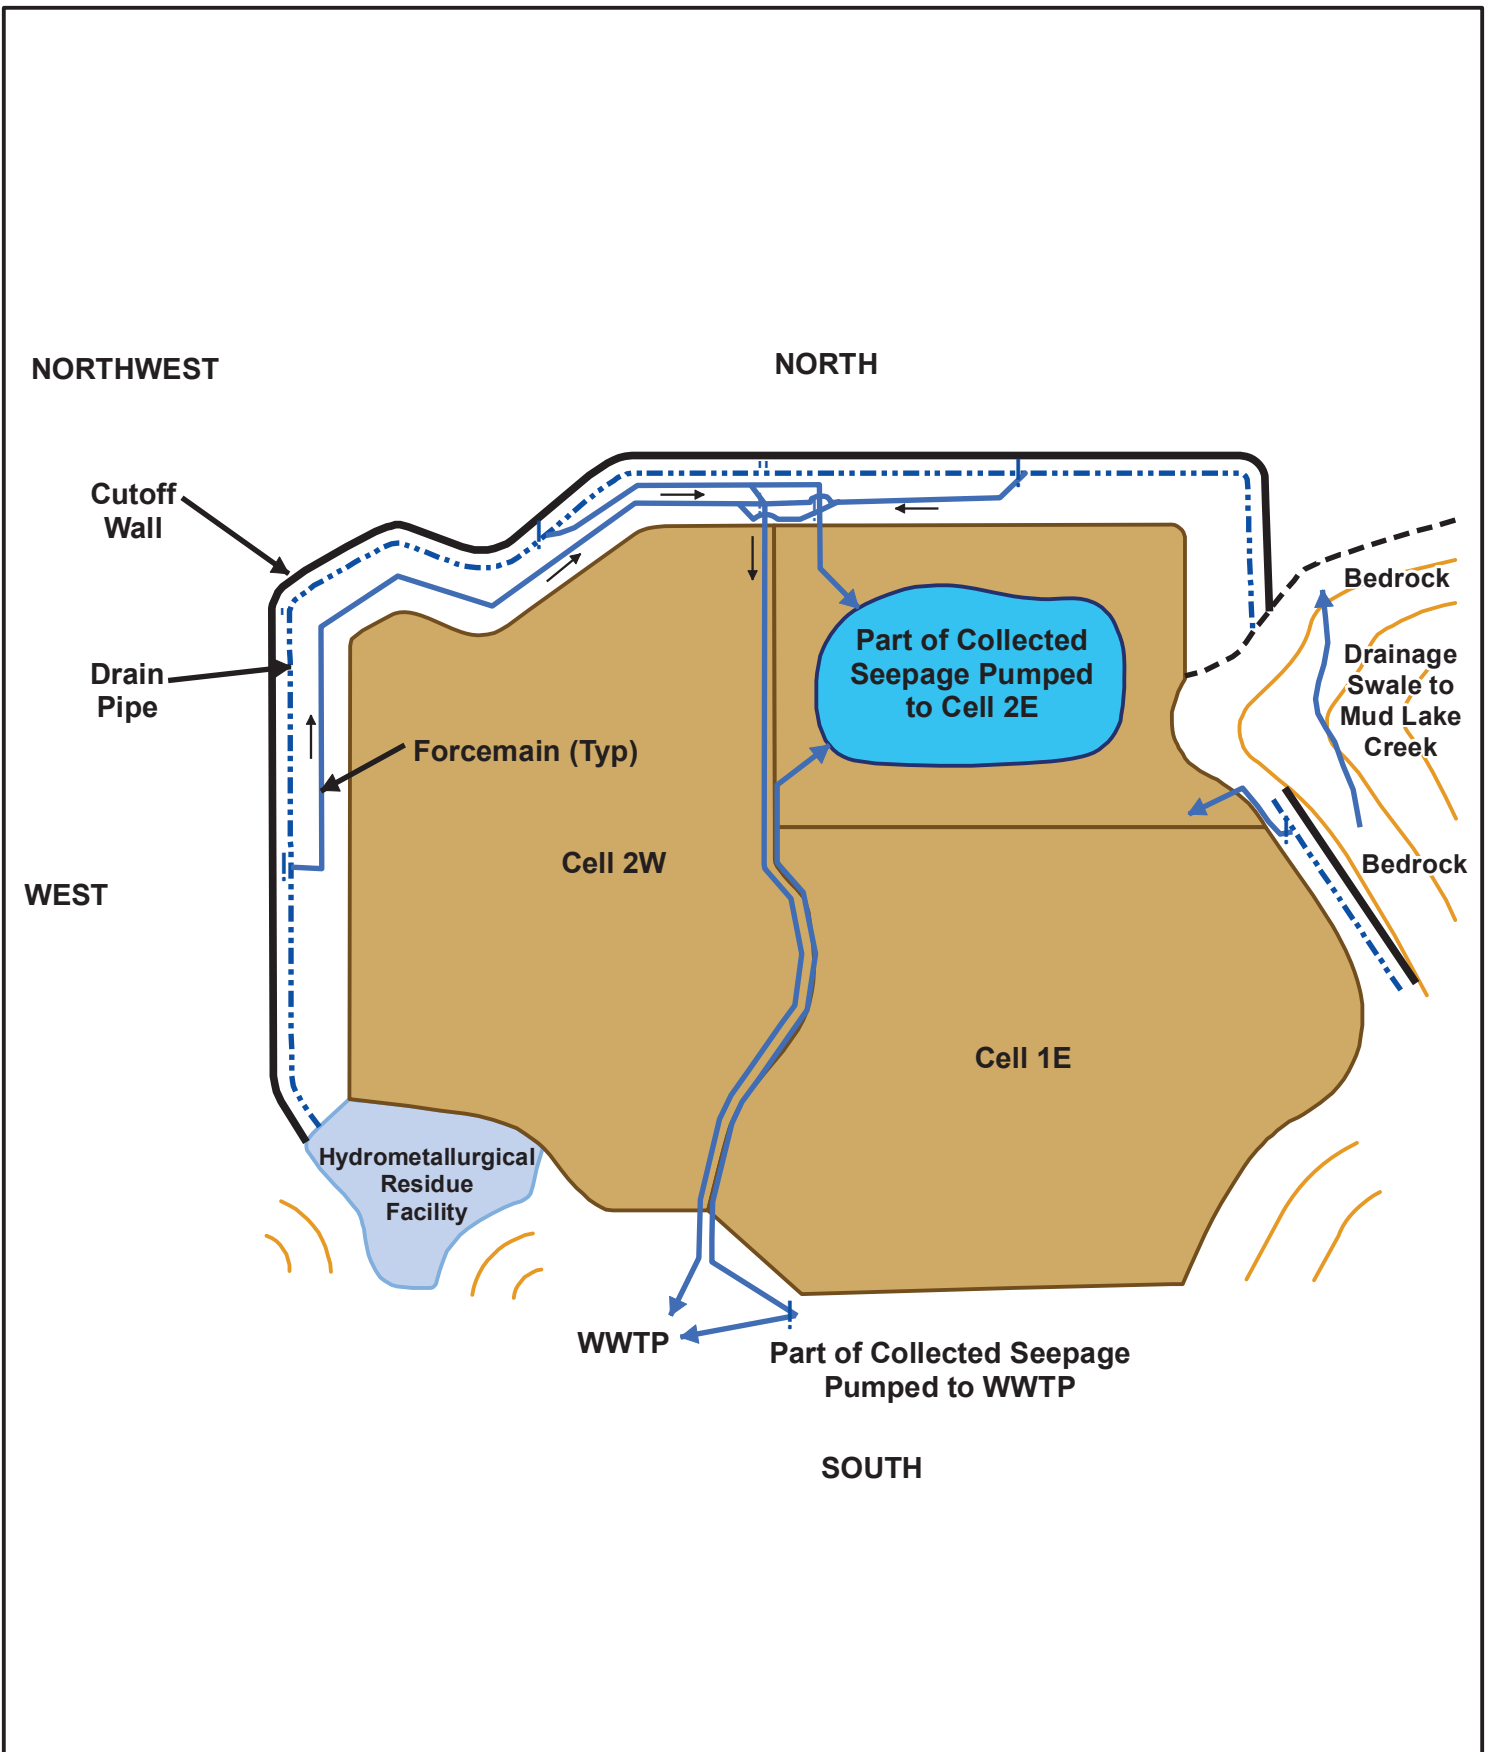 NORTHWEST
NORTH
Cutoff
Wall
Bedrock
Part of Collected
Seepage Pumped
to Cell 2E
Drainage
Swale to
Mud Lake
Creek
Drain
Pipe
Forcemain (Typ)
Cell 2W
Bedrock
WEST
Cell 1E
Hydrometallurgical
Residue
Facility
WWTP
Part of Collected Seepage
Pumped to WWTP
SOUTH